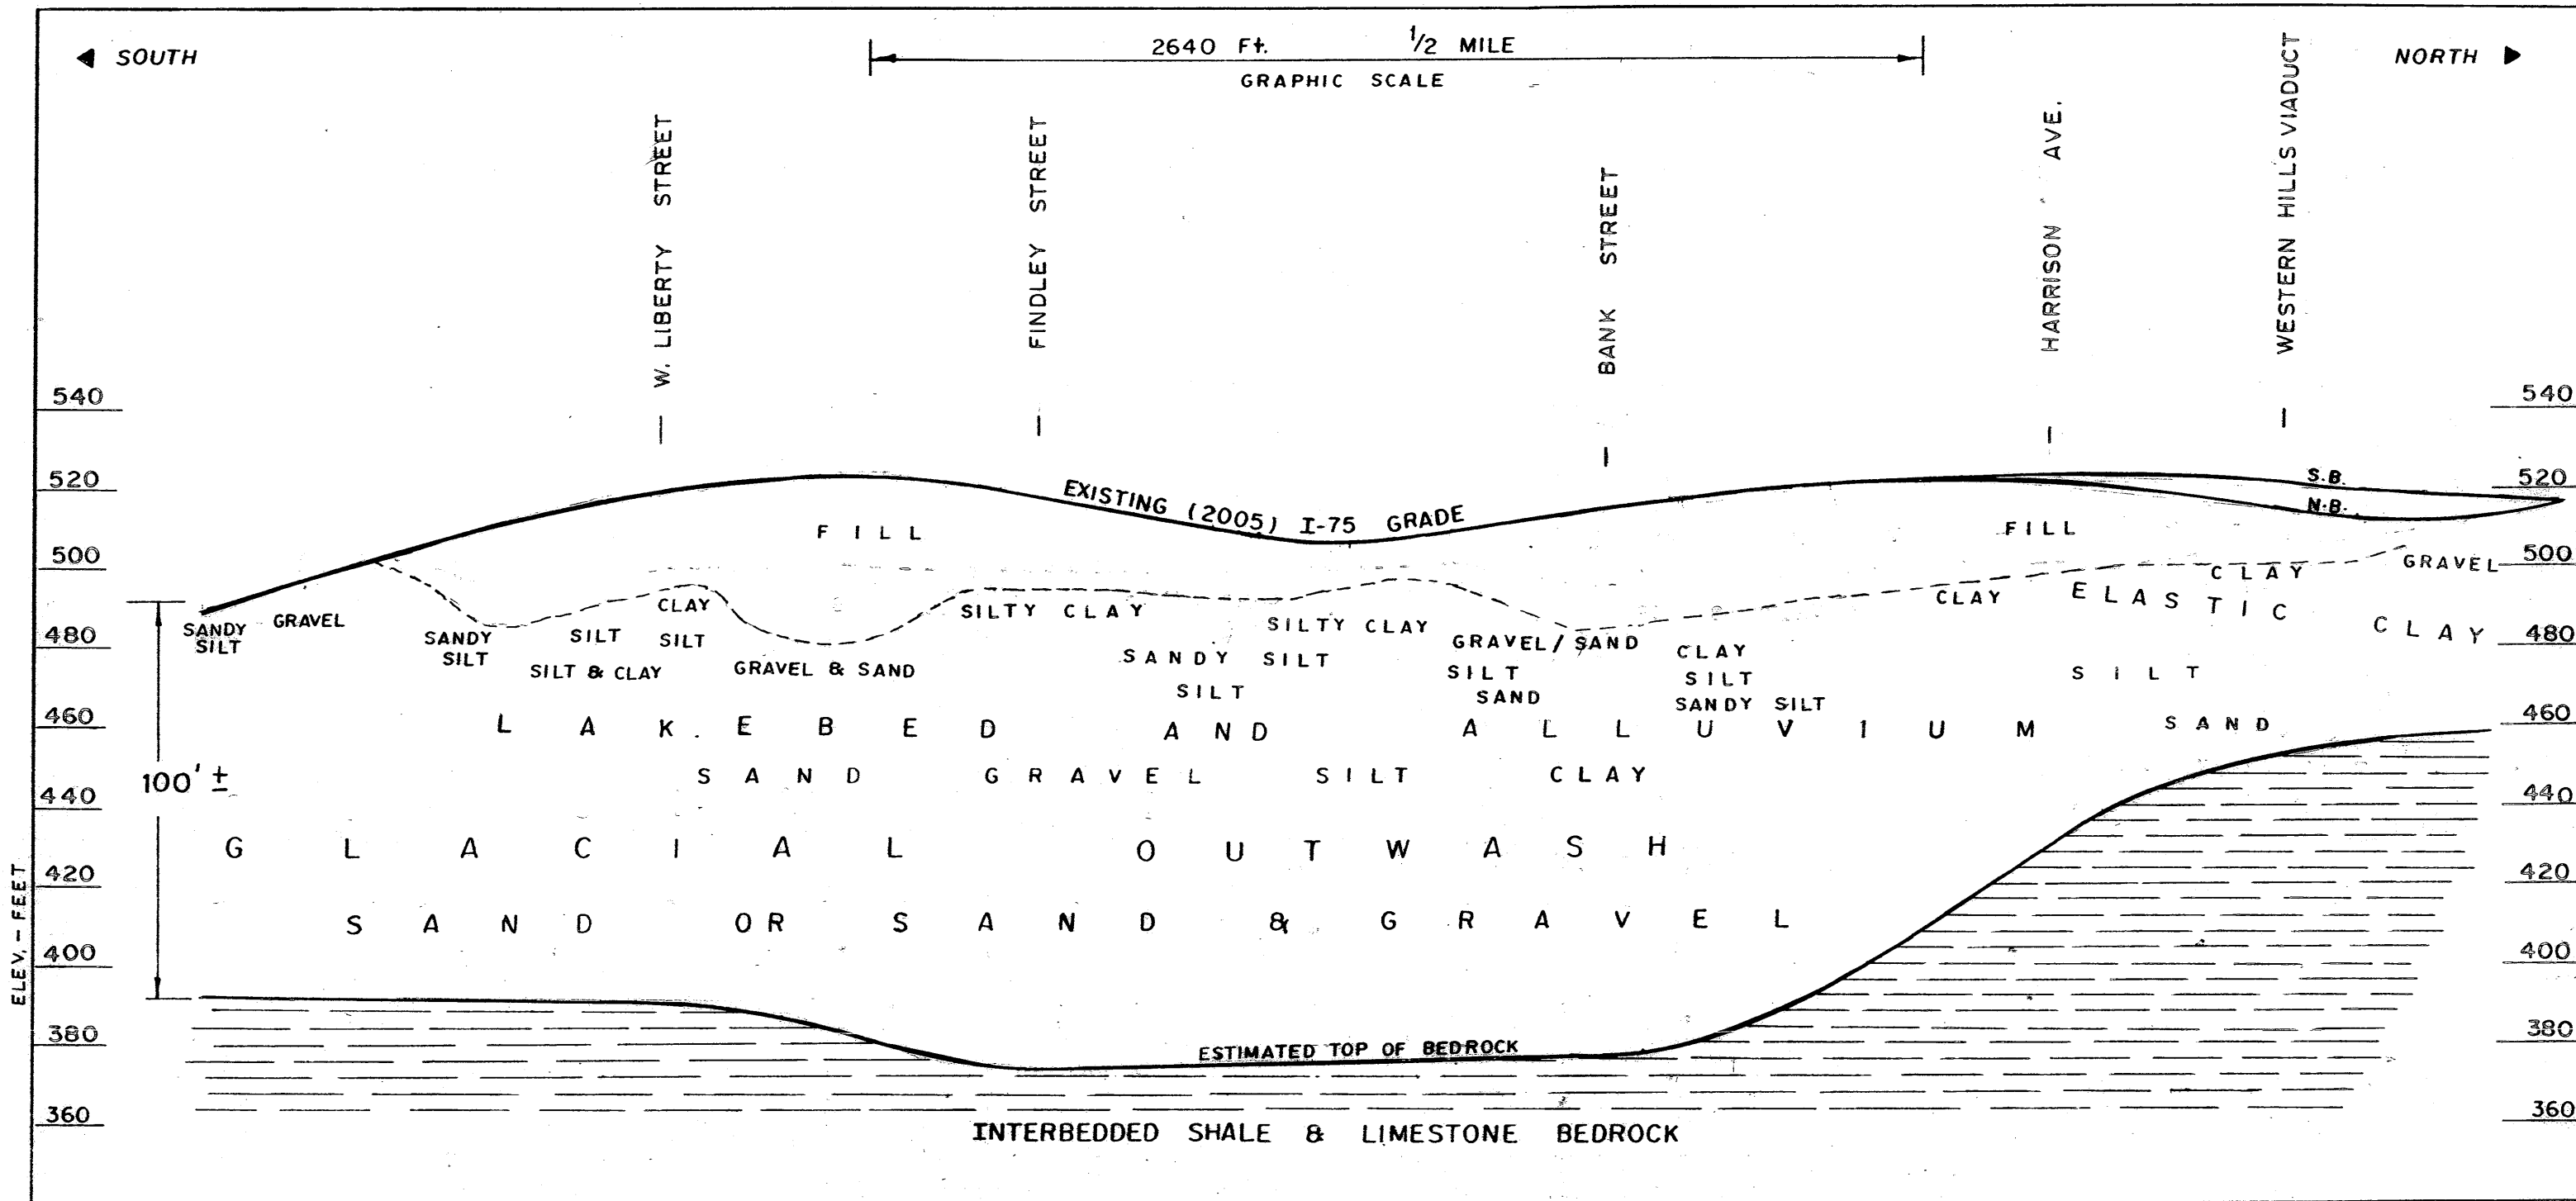 ◀ SOUTH
2640 Ft. 1/2 MILE
GRAPHIC SCALE
NORTH ▶
W. LIBERTY STREET
FINDLEY STREET
BANK STREET
HARRISON AVE.
WESTERN HILLS VIADUCT
540
540
520
520
500
500
480
480
460
460
440
440
420
420
400
400
380
380
360
360
ELEV, - FEET
100' ±
EXISTING (2005) I-75 GRADE
S.B.
N.B.
FILL
FILL
SANDY
SILT
GRAVEL
SANDY
SILT
SILT
SILT & CLAY
CLAY
SILT
GRAVEL & SAND
SILTY CLAY
SANDY
SILT
SILTY CLAY
SILT
GRAVEL/SAND
SILT
SAND
CLAY
SILT
SANDY SILT
CLAY
CLAY
ELASTIC
CLAY
GRAVEL
SILT
SAND
LAKEBED AND ALLUVIUM
SAND GRAVEL SILT CLAY
GLACIAL OUTWASH
SAND OR SAND & GRAVEL
ESTIMATED TOP OF BEDROCK
INTERBEDDED SHALE & LIMESTONE BEDROCK